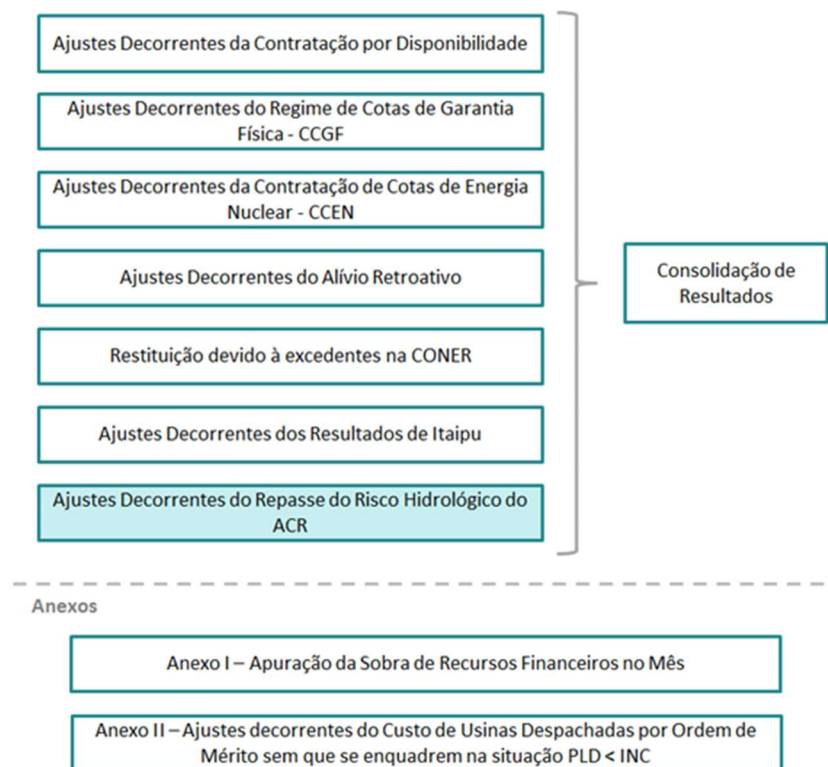 Ajustes Decorrentes da Contratação por Disponibilidade
Ajustes Decorrentes do Regime de Cotas de Garantia
Física - CCGF
Ajustes Decorrentes da Contratação de Cotas de Energia
Nuclear - CCEN
Ajustes Decorrentes do Alívio Retroativo
Restituição devido à excedentes na CONER
Ajustes Decorrentes dos Resultados de Itaipu
Ajustes Decorrentes do Repasse do Risco Hidrológico do
ACR
Consolidação de
Resultados
Anexos
Anexo I – Apuração da Sobra de Recursos Financeiros no Mês
Anexo II – Ajustes decorrentes do Custo de Usinas Despachadas por Ordem de
Mérito sem que se enquadrem na situação PLD < INC